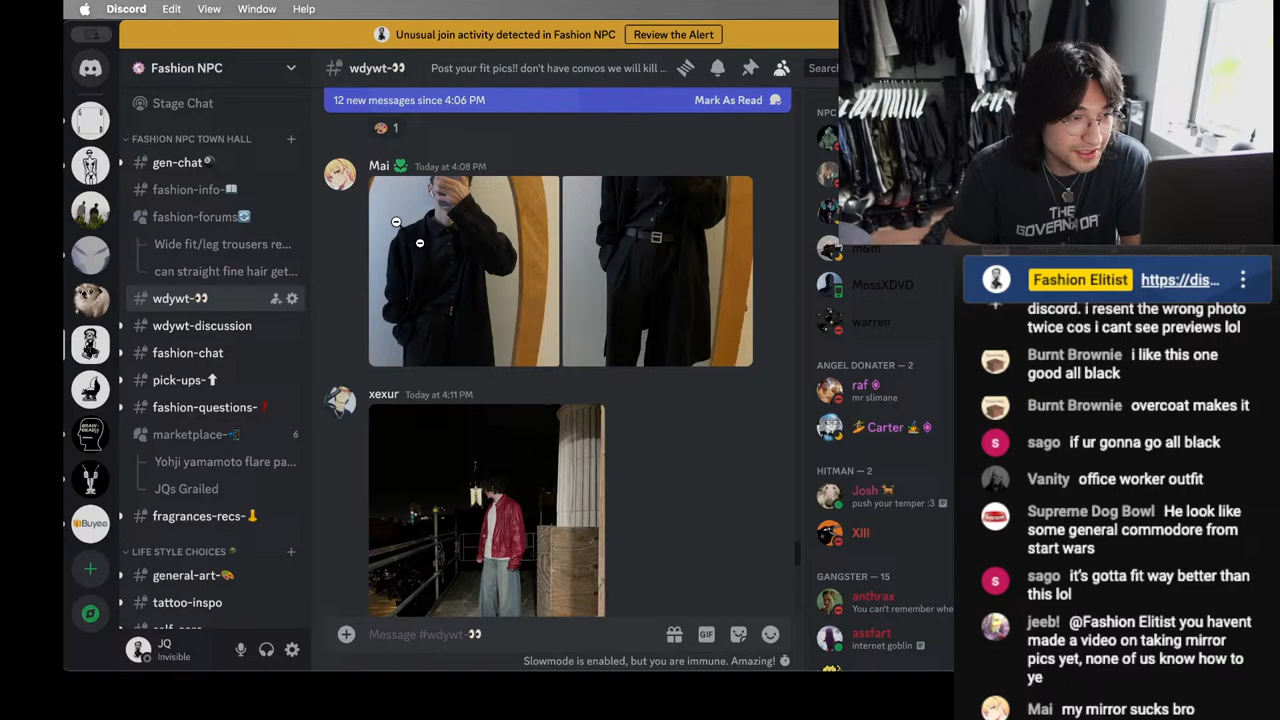 Discord Edit View Window Help
Unusual join activity detected in Fashion NPC Review the Alert
Fashion NPC
Stage Chat
FASHION NPC TOWN HALL
gen-chat
fashion-info-
fashion-forums
Wide fit/leg trousers re...
can straight fine hair get...
wdywt-
wdywt-discussion
fashion-chat
pick-ups-
fashion-questions-
marketplace- 6
Yohji yamamoto flare pa...
JQs Grailed
fragrances-recs-
LIFE STYLE CHOICES
general-art-
tattoo-inspo
BRAIN
DEAD
Buyee
JQ
Invisible
wdywt- Post your fit pics!! don't have convos we will kill ...
Search
12 new messages since 4:06 PM Mark As Read
1
Mai Today at 4:08 PM
xexur Today at 4:11 PM
Message #wdywt-
GIF
Slowmode is enabled, but you are immune. Amazing!
NPC
m&m
MossXDVD
warren
ANGEL DONATER — 2
raf
mr slimane
Carter
HITMAN — 2
Josh
push your temper :3
XIII
GANGSTER — 15
anthrax
You can't remember whe
assfart
internet goblin
THE
GOVERNOR
Fashion Elitist https://dis...
discord. i resent the wrong photo
twice cos i cant see previews lol
Burnt Brownie i like this one
good all black
Burnt Brownie overcoat makes it
S sago if ur gonna go all black
Vanity office worker outfit
Supreme Dog Bowl He look like
some general commodore from
start wars
S sago it's gotta fit way better than
this lol
jeeb! @Fashion Elitist you havent
made a video on taking mirror
pics yet, none of us know how to
ye
Mai my mirror sucks bro